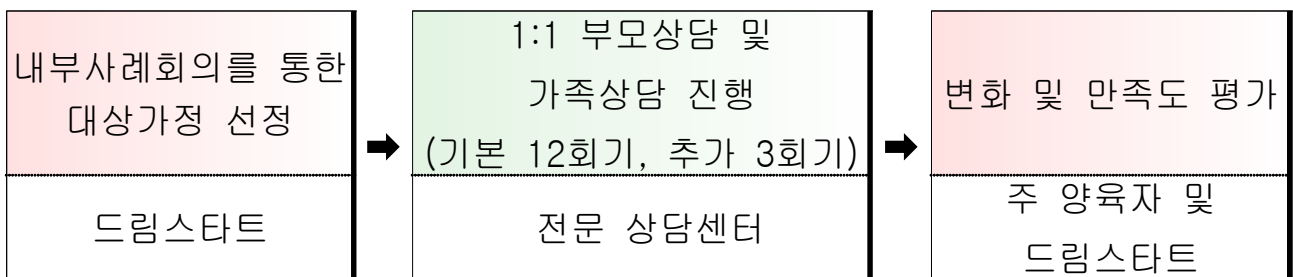 내부사례회의를 통한
대상가정 선정
드림스타트
➡
1:1 부모상담 및
가족상담 진행
(기본 12회기, 추가 3회기)
전문 상담센터
➡
변화 및 만족도 평가
주 양육자 및
드림스타트